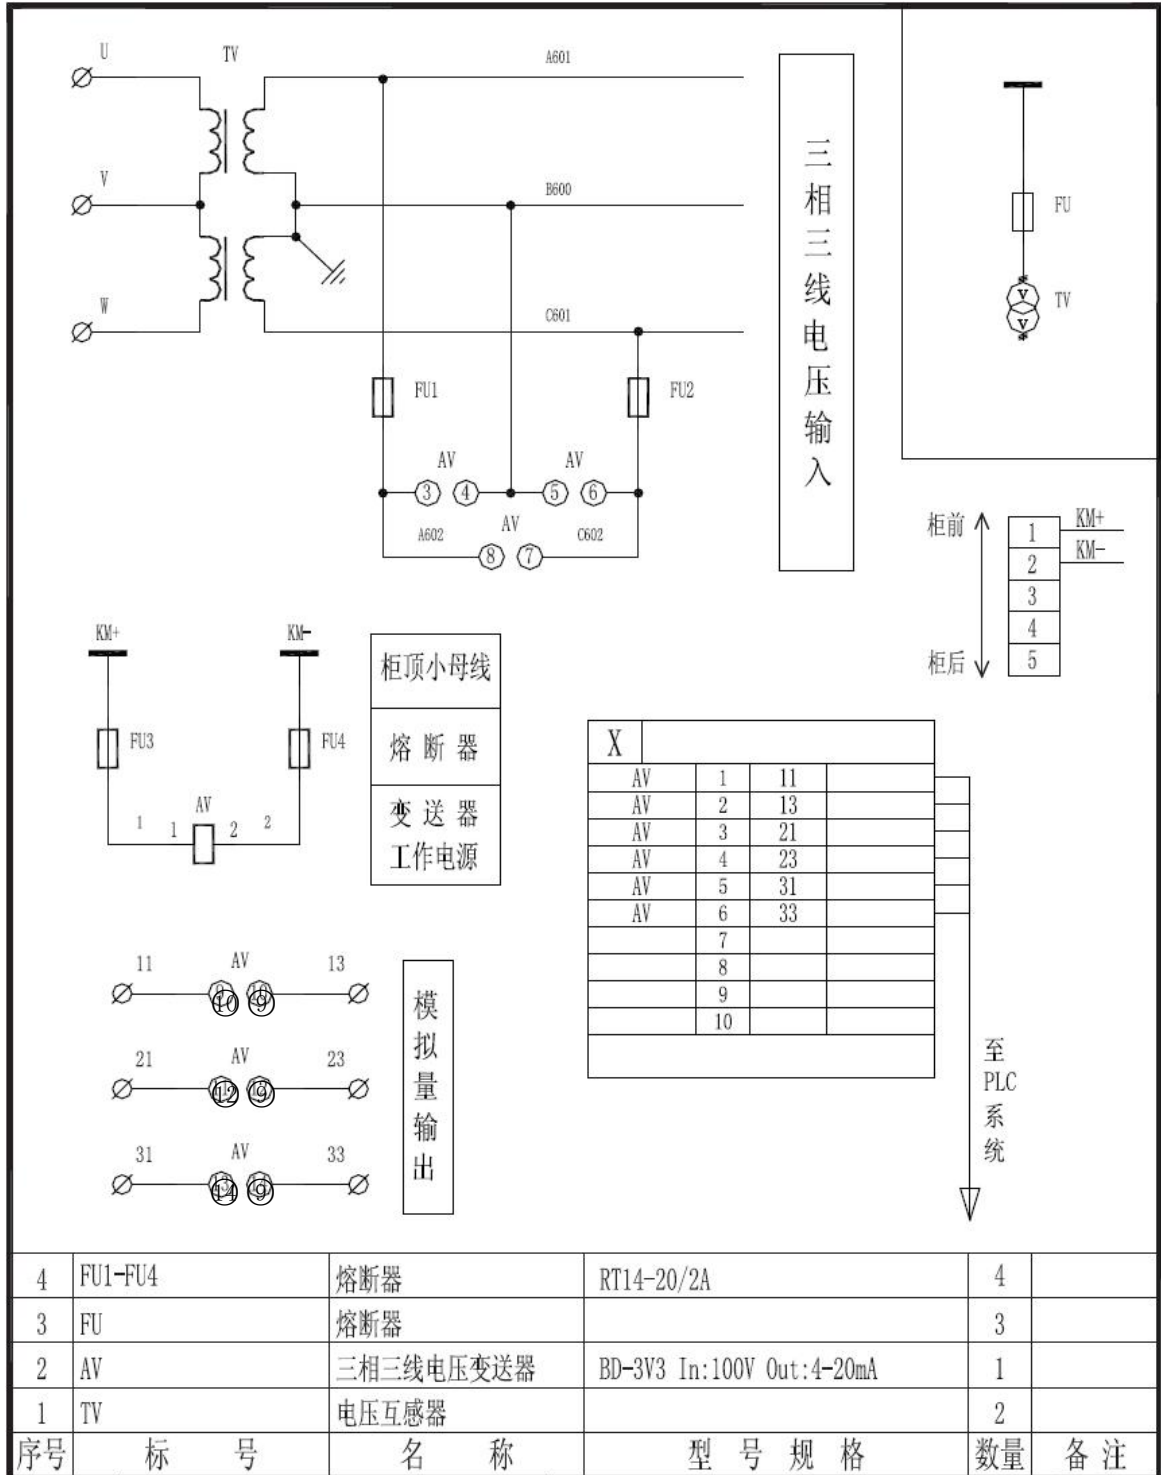 U
TV
A601
V
B600
W
C601
FU1
FU2
AV
AV
3
4
5
6
A602
AV
C602
8
7
三相三线电压输入
FU
V
V
TV
柜前
柜后
1
2
3
4
5
KM+
KM-
KM+
KM-
FU3
FU4
AV
1
1
2
2
柜顶小母线
熔断器
变送器
工作电源
X
AV 1 11
AV 2 13
AV 3 21
AV 4 23
AV 5 31
AV 6 33
7
8
9
10
至
PLC
系
统
11
AV
13
10
9
21
AV
23
12
9
31
AV
33
14
9
模拟量输出
4 FU1-FU4 熔断器 RT14-20/2A 4
3 FU 熔断器 3
2 AV 三相三线电压变送器 BD-3V3 In:100V Out:4-20mA 1
1 TV 电压互感器 2
序号 标号 名称 型号规格 数量 备注